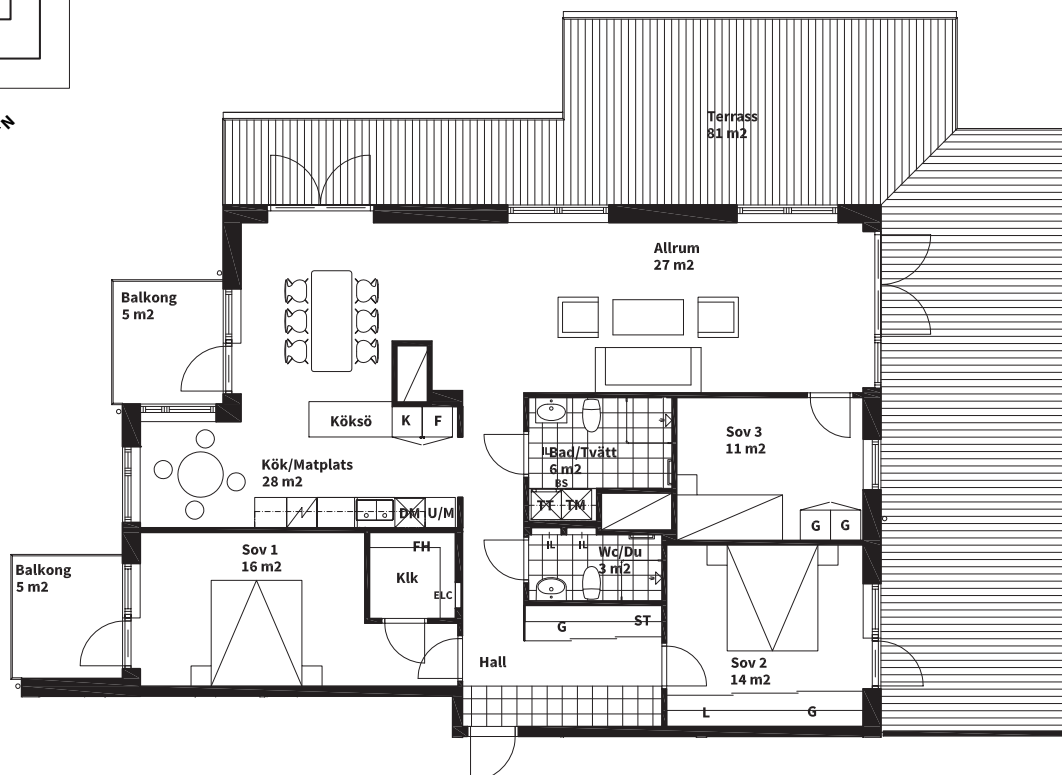 N
Terrass
81 m2
Allrum
27 m2
Balkong
5 m2
Köksö
K
F
Sov 3
11 m2
IL
Bad/Tvätt
6 m2
BS
Kök/Matplats
28 m2
TT
TM
DM
U/M
G
G
Sov 1
16 m2
FH
Klk
ELC
IL
IL
Wc/Du
3 m2
Balkong
5 m2
G
ST
Hall
Sov 2
14 m2
L
G